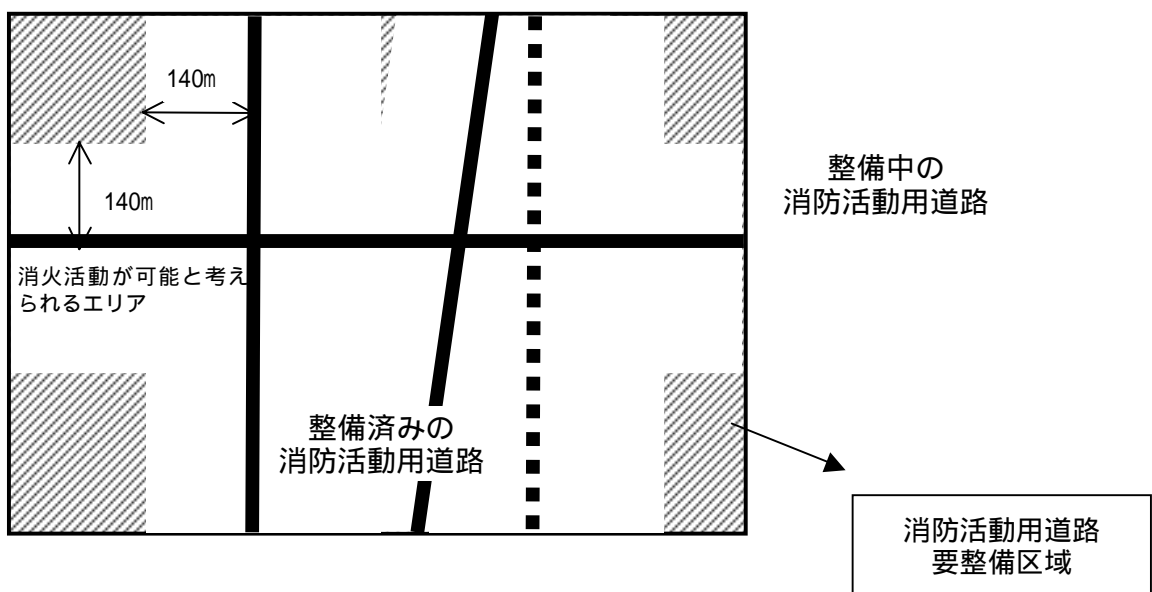 140m
140m
整備中の
消防活動用道路
消火活動が可能と考え
られるエリア
整備済みの
消防活動用道路
消防活動用道路
要整備区域